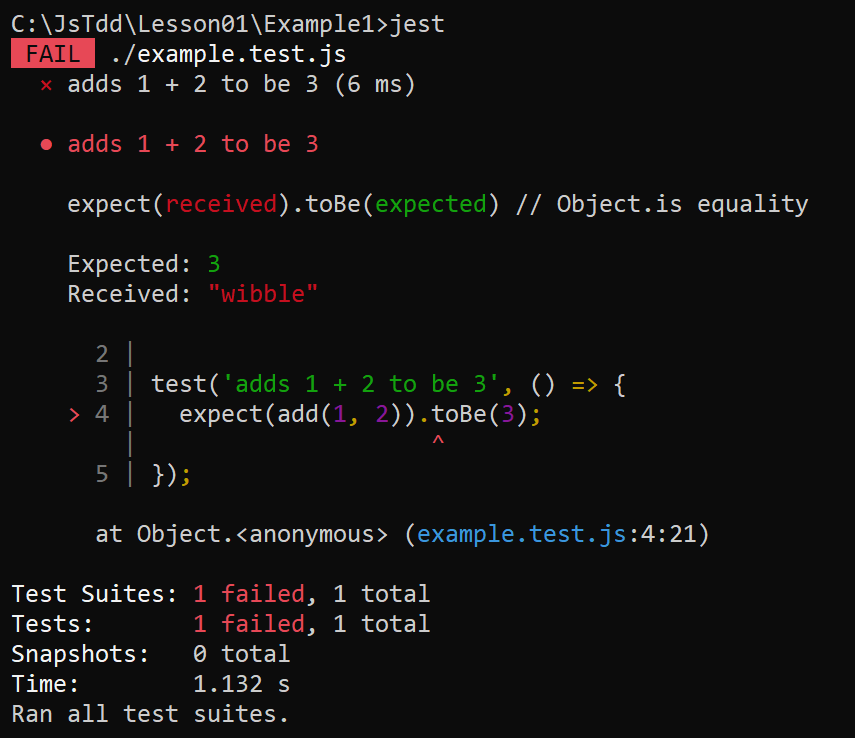 C:\JsTdd\Lesson01\Example1>jest
FAIL ./example.test.js
× adds 1 + 2 to be 3 (6 ms)
● adds 1 + 2 to be 3
expect(received).toBe(expected) // Object.is equality
Expected: 3
Received: "wibble"
2 |
3 | test('adds 1 + 2 to be 3', () => {
> 4 |   expect(add(1, 2)).toBe(3);
|                     ^
5 | });
at Object.<anonymous> (example.test.js:4:21)
Test Suites: 1 failed, 1 total
Tests:       1 failed, 1 total
Snapshots:   0 total
Time:        1.132 s
Ran all test suites.